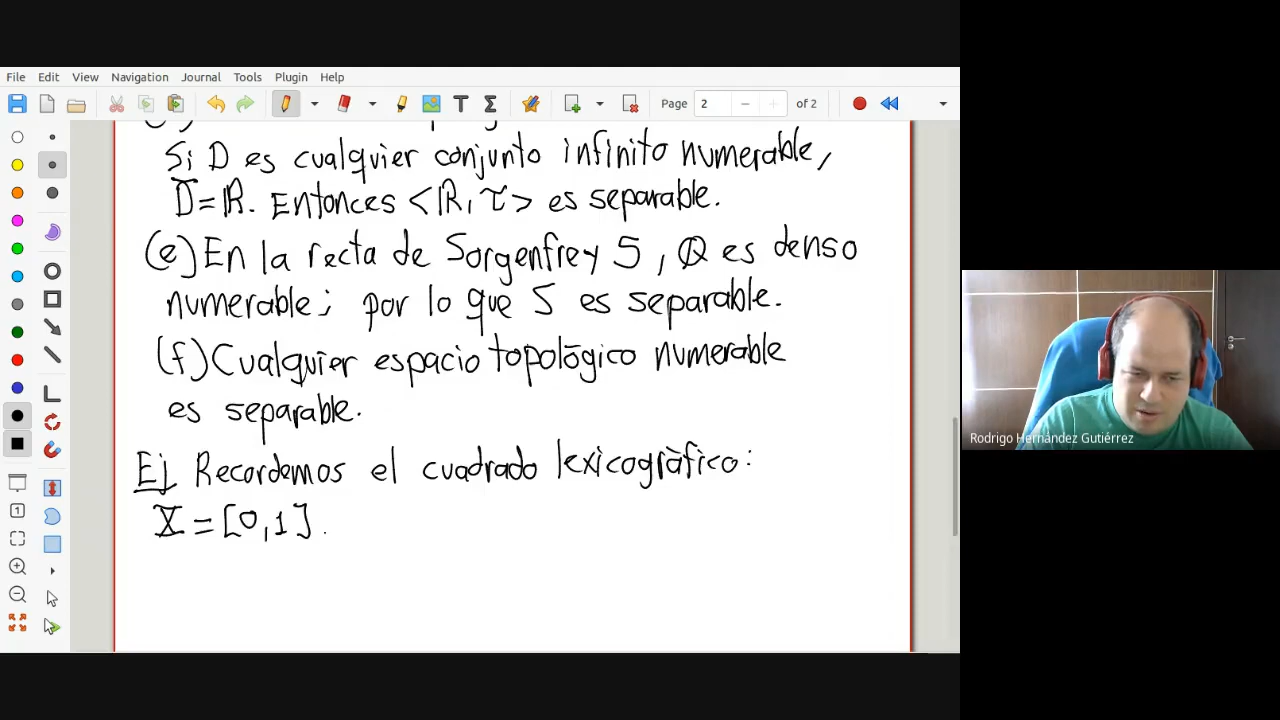 File Edit View Navigation Journal Tools Plugin Help
Page 2 of 2
Si D es cualquier conjunto infinito numerable,
D̅=ℝ. Entonces <ℝ,τ> es separable.
(e) En la recta de Sorgenfrey S, ℚ es denso
numerable; por lo que S es separable.
(f) Cualquier espacio topológico numerable
es separable.
Ej Recordemos el cuadrado lexicogràfico:
X=[0,1].
Rodrigo Hernández Gutiérrez